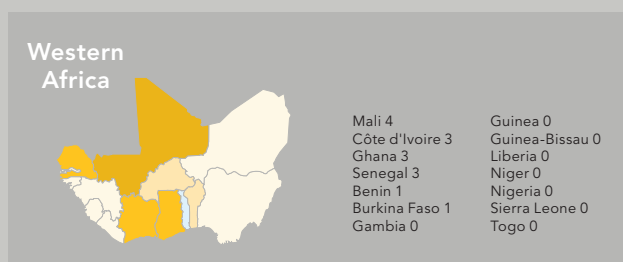 Western
Africa
Mali 4
Côte d'Ivoire 3
Ghana 3
Senegal 3
Benin 1
Burkina Faso 1
Gambia 0
Guinea 0
Guinea-Bissau 0
Liberia 0
Niger 0
Nigeria 0
Sierra Leone 0
Togo 0